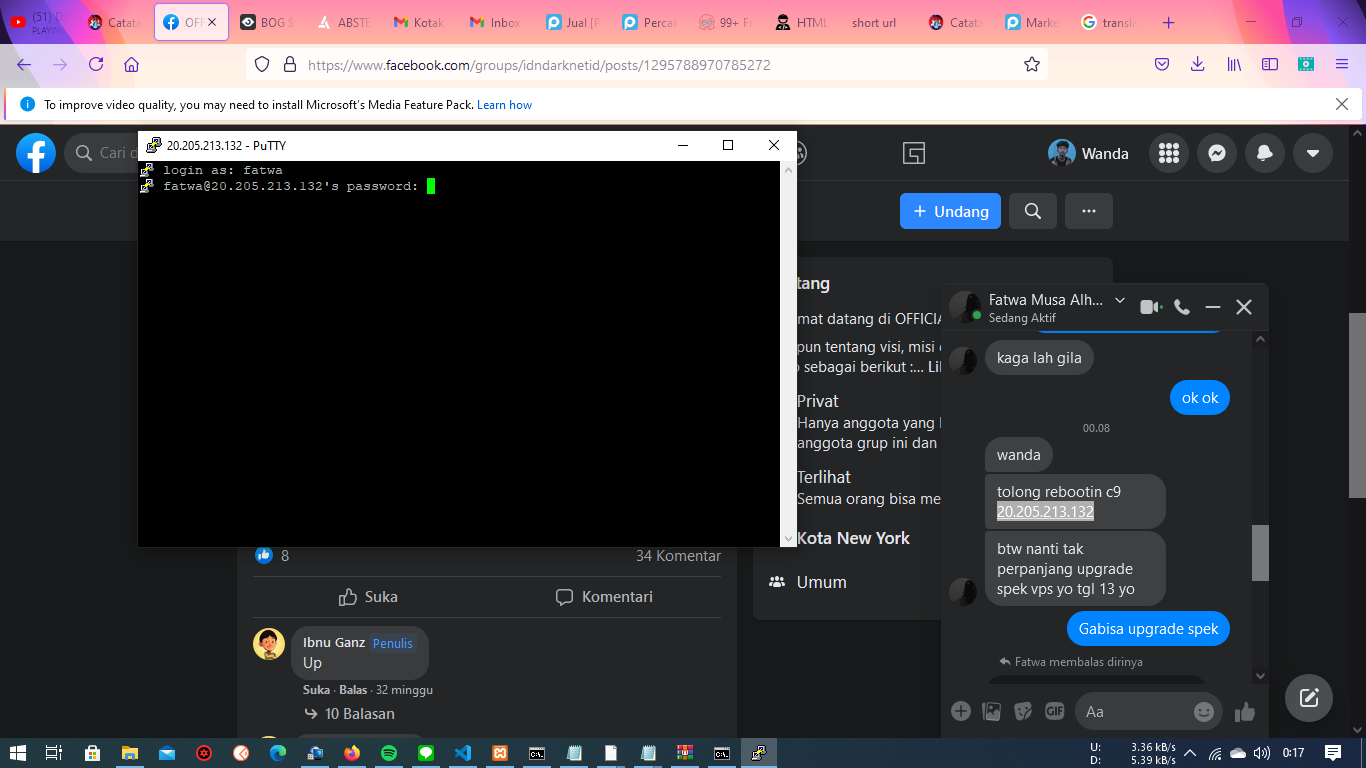 (51) D
PLAYING
Catata
OFF
BOG S
ABSTE
Kotak
Inbox
Jual [P
Percak
99+ F
HTML
short url
Catata
Marke
transla
https://www.facebook.com/groups/idndarknetid/posts/1295788970785272
To improve video quality, you may need to install Microsoft's Media Feature Pack. Learn how
Cari d
Wanda
20.205.213.132 - PuTTY
login as: fatwa
fatwa@20.205.213.132's password:
Undang
tang
mat datang di OFFICIA
pun tentang visi, misi
sebagai berikut :... Li
Privat
Hanya anggota yang
anggota grup ini dan
Terlihat
Semua orang bisa me
Kota New York
Umum
8
34 Komentar
Suka
Komentari
Ibnu Ganz Penulis
Up
Suka · Balas · 32 minggu
10 Balasan
Fatwa Musa Alh...
Sedang Aktif
kaga lah gila
ok ok
00.08
wanda
tolong rebootin c9
20.205.213.132
btw nanti tak
perpanjang upgrade
spek vps yo tgl 13 yo
Gabisa upgrade spek
Fatwa membalas dirinya
GIF
Aa
U: 3.36 kB/s
D: 5.39 kB/s
0:17